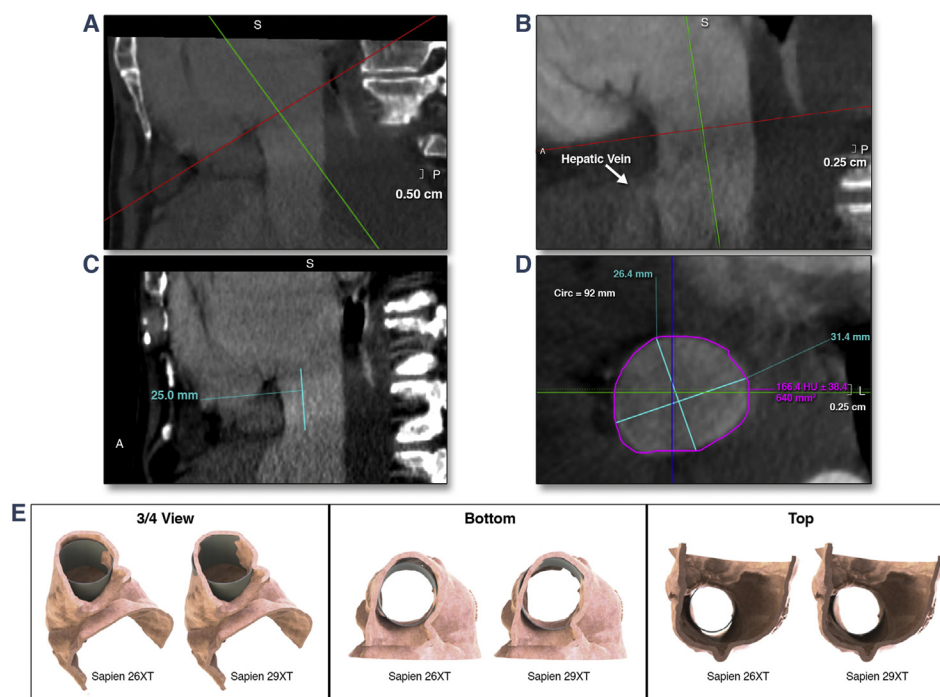 A
S
P
0.50 cm
B
S
A
Hepatic Vein
P
0.25 cm
C
S
25.0 mm
A
D
26.4 mm
Circ = 92 mm
31.4 mm
166.4 HU ± 38.4
640 mm²
L
0.25 cm
E
3/4 View
Sapien 26XT
Sapien 29XT
Bottom
Sapien 26XT
Sapien 29XT
Top
Sapien 26XT
Sapien 29XT